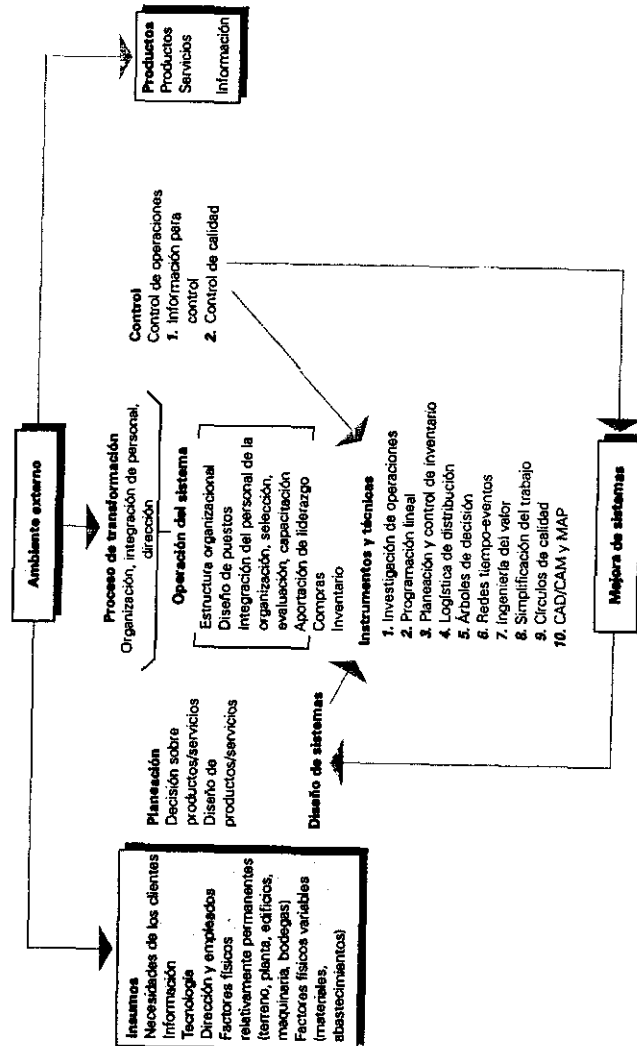 Ambiente externo
Insumos
Necesidades de los clientes
Información
Tecnología
Dirección y empleados
Factores físicos
relativamente permanentes
(terreno, planta, edificios,
maquinaria, bodegas)
Factores físicos variables
(materiales,
abastecimientos)
Planeación
Decisión sobre
productos/servicios
Diseño de
productos/servicios
Diseño de sistemas
Proceso de transformación
Organización, integración de personal,
dirección
Operación del sistema
Estructura organizacional
Diseño de puestos
Integración del personal de la
organización, selección,
evaluación, capacitación
Aportación de liderazgo
Compras
Inventario
Instrumentos y técnicas
1. Investigación de operaciones
2. Programación lineal
3. Planeación y control de inventario
4. Logística de distribución
5. Árboles de decisión
6. Redes tiempo-eventos
7. Ingeniería del valor
8. Simplificación del trabajo
9. Círculos de calidad
10. CAD/CAM y MAP
Control
Control de operaciones
1. Información para
control
2. Control de calidad
Productos
Productos
Servicios
Información
Mejora de sistemas